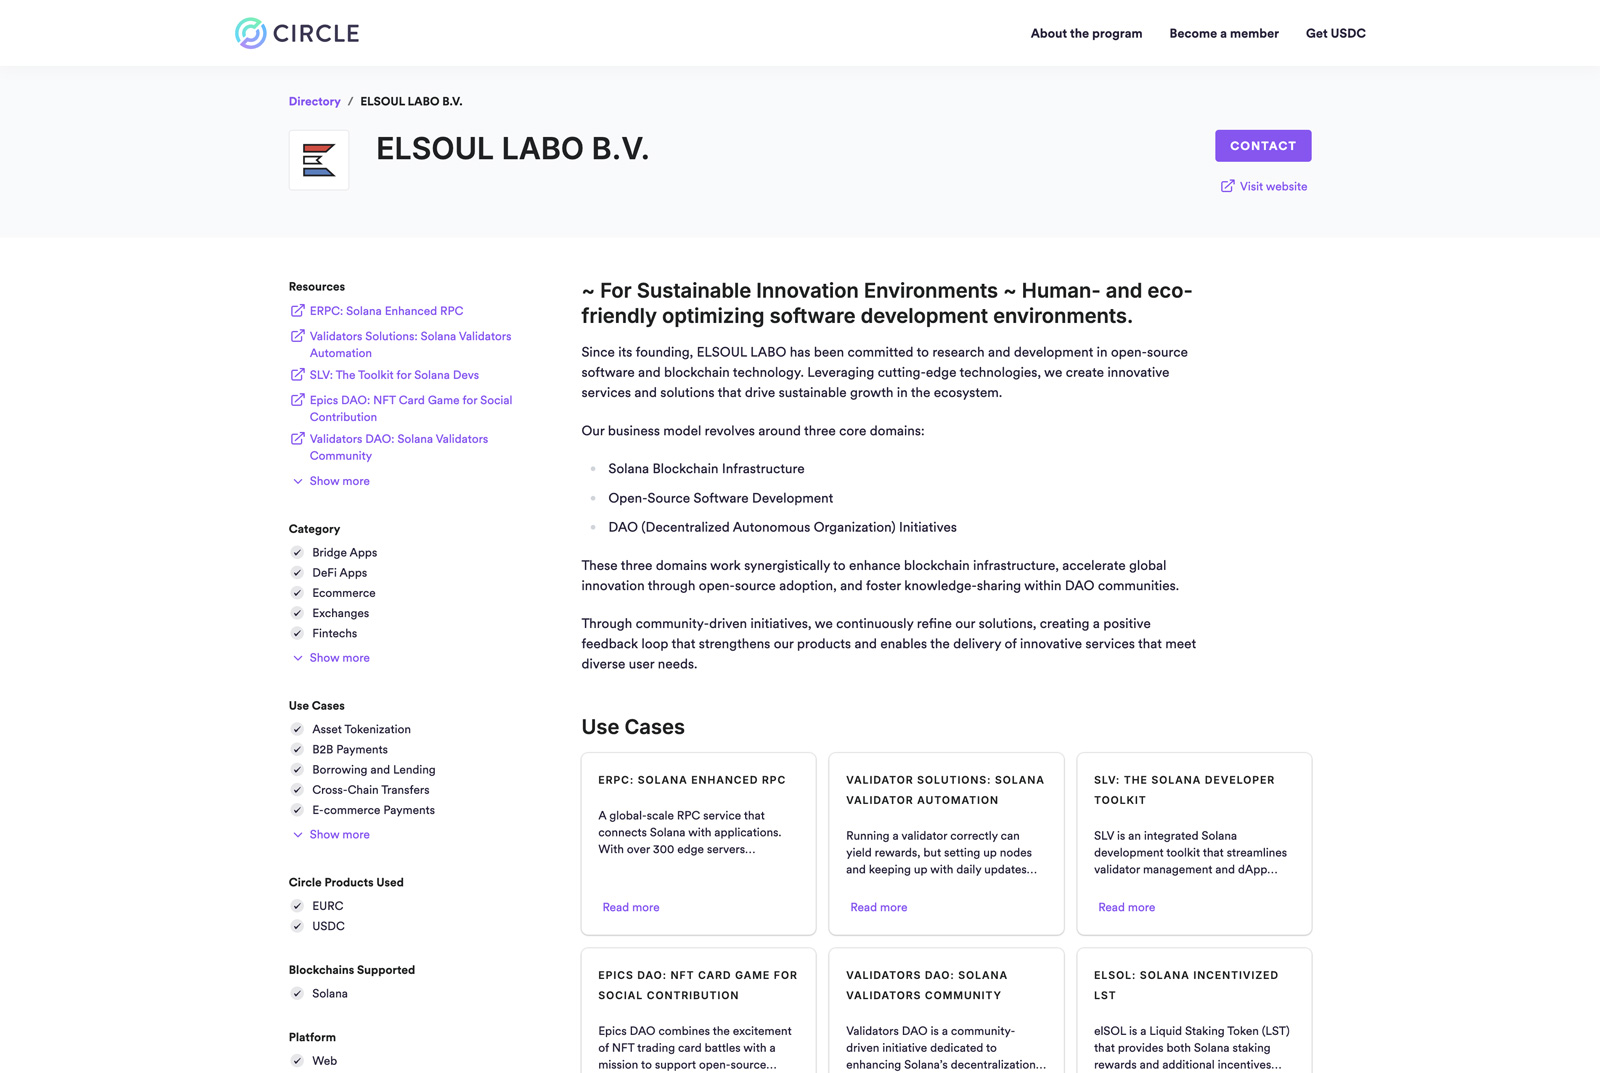 CIRCLE
About the program
Become a member
Get USDC
Directory / ELSOUL LABO B.V.
ELSOUL LABO B.V.
CONTACT
Visit website
Resources
ERPC: Solana Enhanced RPC
Validators Solutions: Solana Validators
Automation
SLV: The Toolkit for Solana Devs
Epics DAO: NFT Card Game for Social
Contribution
Validators DAO: Solana Validators
Community
Show more
Category
Bridge Apps
DeFi Apps
Ecommerce
Exchanges
Fintechs
Show more
Use Cases
Asset Tokenization
B2B Payments
Borrowing and Lending
Cross-Chain Transfers
E-commerce Payments
Show more
Circle Products Used
EURC
USDC
Blockchains Supported
Solana
Platform
Web
~ For Sustainable Innovation Environments ~ Human- and eco-
friendly optimizing software development environments.
Since its founding, ELSOUL LABO has been committed to research and development in open-source
software and blockchain technology. Leveraging cutting-edge technologies, we create innovative
services and solutions that drive sustainable growth in the ecosystem.
Our business model revolves around three core domains:
Solana Blockchain Infrastructure
Open-Source Software Development
DAO (Decentralized Autonomous Organization) Initiatives
These three domains work synergistically to enhance blockchain infrastructure, accelerate global
innovation through open-source adoption, and foster knowledge-sharing within DAO communities.
Through community-driven initiatives, we continuously refine our solutions, creating a positive
feedback loop that strengthens our products and enables the delivery of innovative services that meet
diverse user needs.
Use Cases
ERPC: SOLANA ENHANCED RPC
A global-scale RPC service that
connects Solana with applications.
With over 300 edge servers...
Read more
VALIDATOR SOLUTIONS: SOLANA
VALIDATOR AUTOMATION
Running a validator correctly can
yield rewards, but setting up nodes
and keeping up with daily updates...
Read more
SLV: THE SOLANA DEVELOPER
TOOLKIT
SLV is an integrated Solana
development toolkit that streamlines
validator management and dApp...
Read more
EPICS DAO: NFT CARD GAME FOR
SOCIAL CONTRIBUTION
Epics DAO combines the excitement
of NFT trading card battles with a
mission to support open-source...
VALIDATORS DAO: SOLANA
VALIDATORS COMMUNITY
Validators DAO is a community-
driven initiative dedicated to
enhancing Solana's decentralization...
ELSOL: SOLANA INCENTIVIZED
LST
elSOL is a Liquid Staking Token (LST)
that provides both Solana staking
rewards and additional incentives...